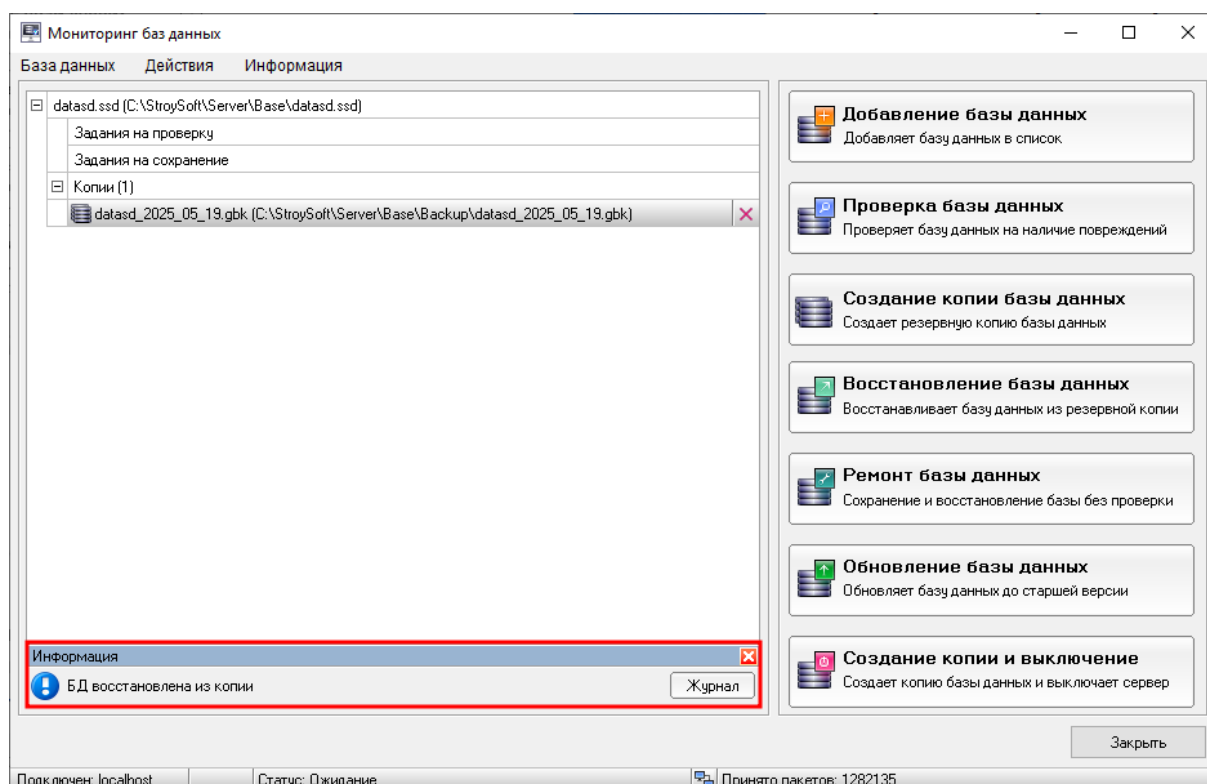 Мониторинг баз данных
База данных Действия Информация
datasd.ssd (C:\StroySoft\Server\Base\datasd.ssd)
Задания на проверку
Задания на сохранение
Копии (1)
datasd_2025_05_19.gbk (C:\StroySoft\Server\Base\Backup\datasd_2025_05_19.gbk)
Добавление базы данных
Добавляет базу данных в список
Проверка базы данных
Проверяет базу данных на наличие повреждений
Создание копии базы данных
Создает резервную копию базы данных
Восстановление базы данных
Восстанавливает базу данных из резервной копии
Ремонт базы данных
Сохранение и восстановление базы без проверки
Обновление базы данных
Обновляет базу данных до старшей версии
Создание копии и выключение
Создает копию базы данных и выключает сервер
Информация
БД восстановлена из копии
Журнал
Закрыть
Подключен: localhost Статус: Ожидание Принято пакетов: 1282135